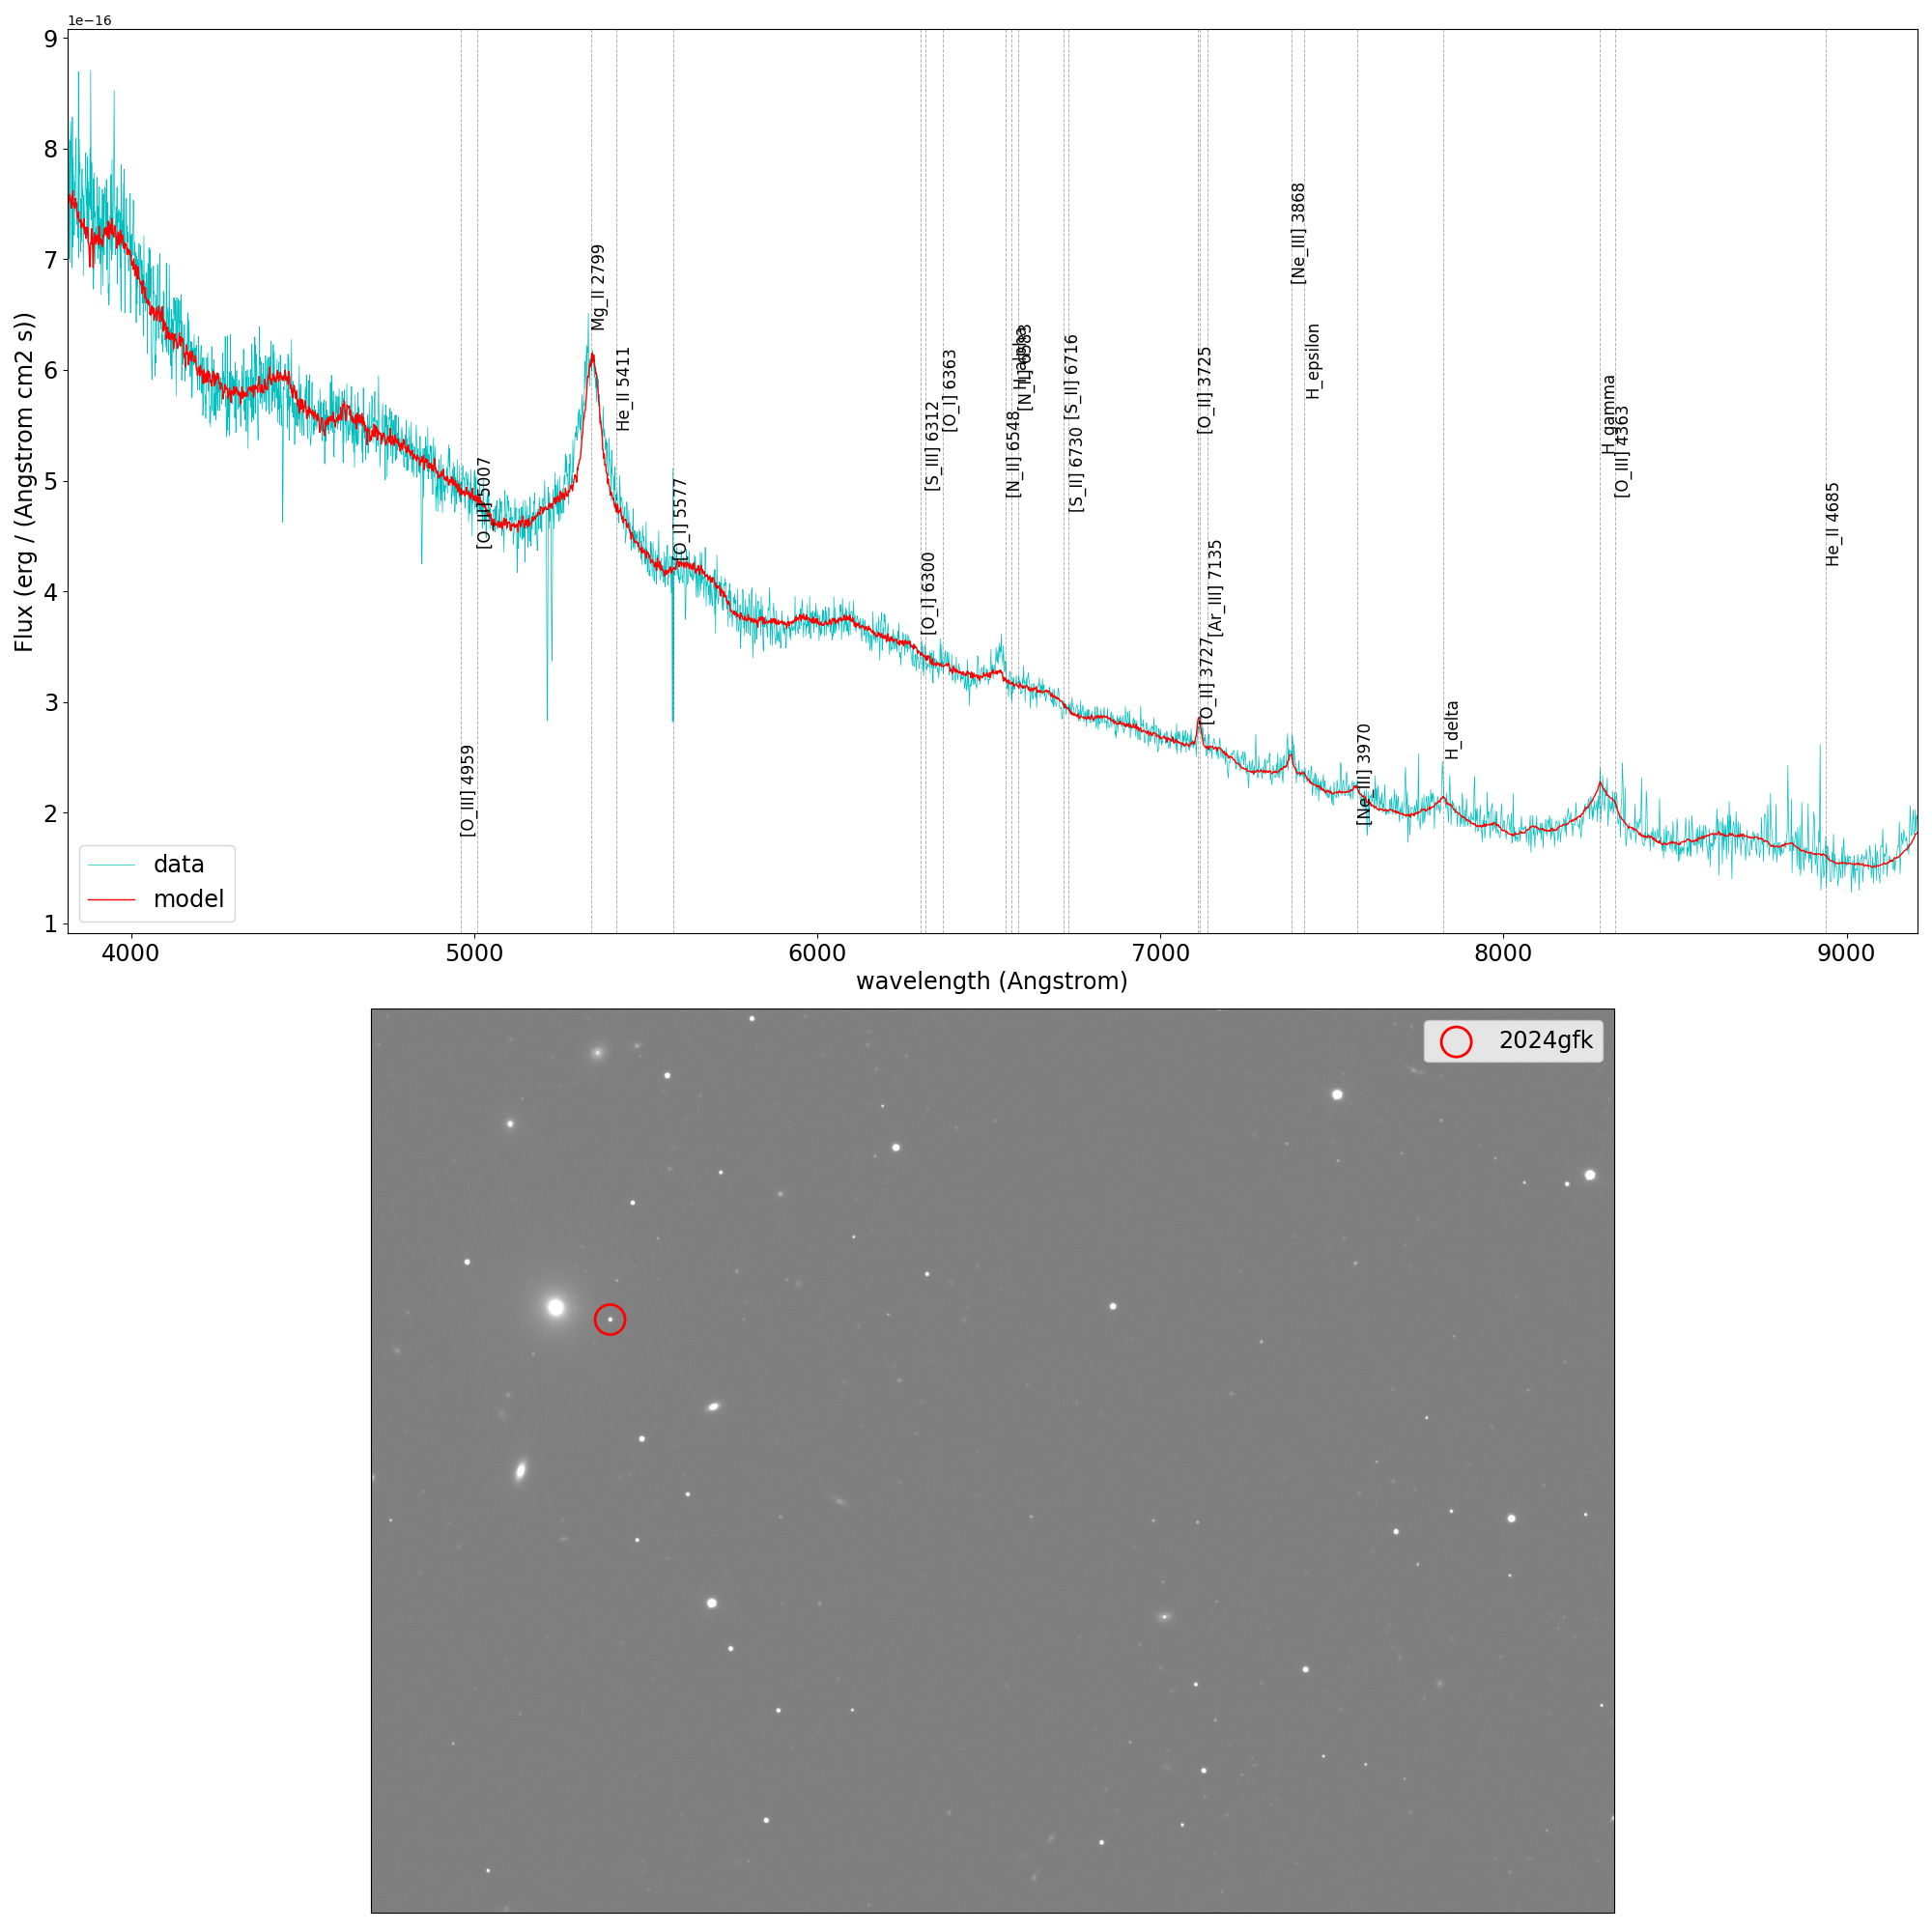 1e−16
9
8
7
6
5
4
3
2
1
Flux (erg / (Angstrom cm2 s))
[O_III] 4959
[O_III] 5007
Mg_II 2799
He_II 5411
[O_I] 5577
[O_I] 6300
[S_III] 6312
[O_I] 6363
[N_II] 6548
H_alpha
[N_II] 6583
[S_II] 6716
[S_II] 6730
[O_II] 3725
[O_II] 3727
[Ar_III] 7135
[Ne_III] 3868
H_epsilon
[Ne_III] 3970
H_delta
H_gamma
[O_III] 4363
He_II 4685
data
model
4000 5000 6000 7000 8000 9000
wavelength (Angstrom)
2024gfk